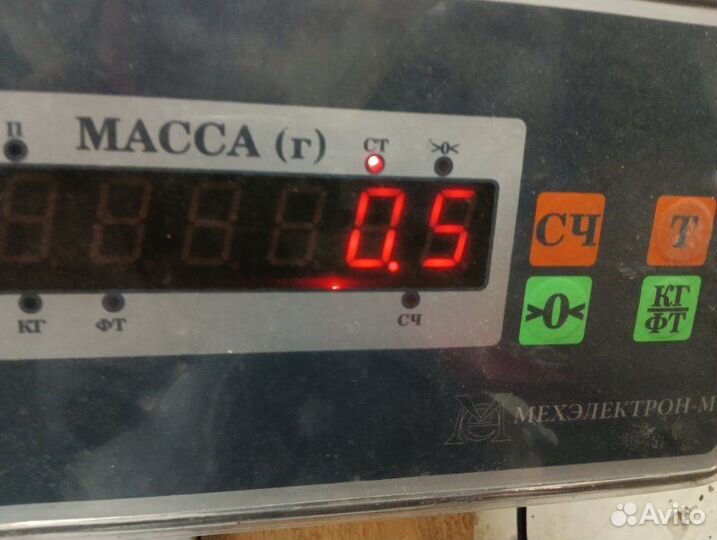 П
МАССА (г)
СТ
>0<
0.5
КГ
ФТ
СЧ
СЧ
Т
>0<
КГ
ФТ
МЕХЭЛЕКТРОН-М
Avito